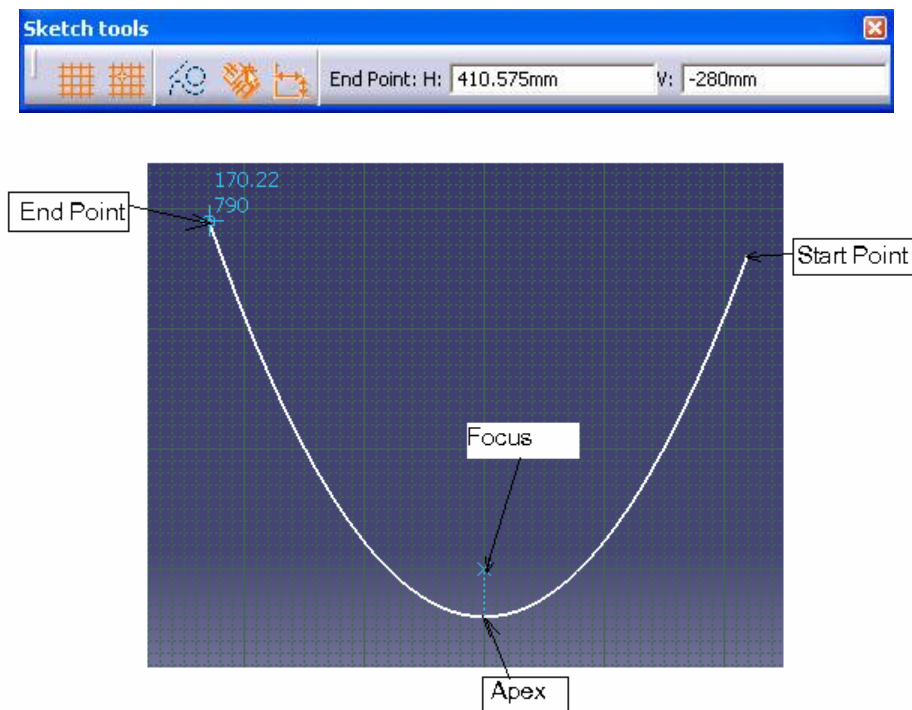 Sketch tools
End Point: H: 410.575mm V: -280mm
170.22
790
End Point
Start Point
Focus
Apex